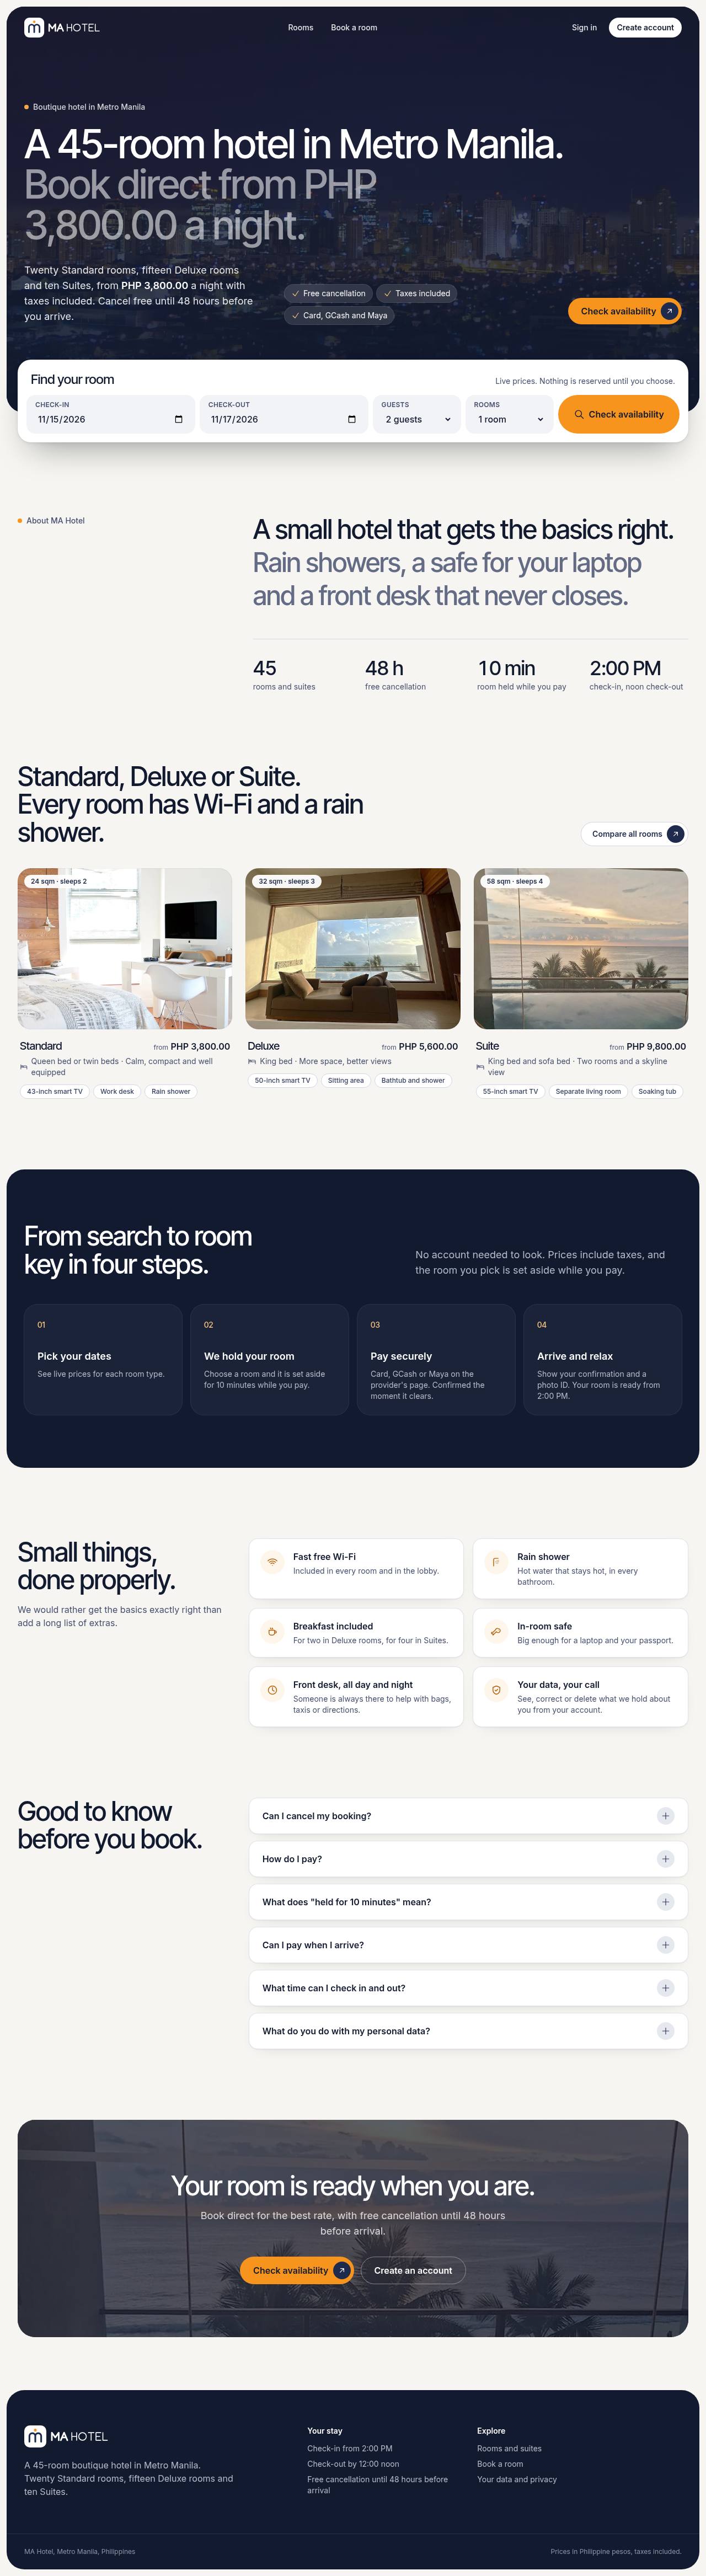 MA HOTEL
Rooms
Book a room
Sign in
Create account
Boutique hotel in Metro Manila
A 45-room hotel in Metro Manila.
Book direct from PHP
3,800.00 a night.
Twenty Standard rooms, fifteen Deluxe rooms
and ten Suites, from PHP 3,800.00 a night with
taxes included. Cancel free until 48 hours before
you arrive.
Free cancellation
Taxes included
Card, GCash and Maya
Check availability
Find your room
Live prices. Nothing is reserved until you choose.
CHECK-IN
11/15/2026
CHECK-OUT
11/17/2026
GUESTS
2 guests
ROOMS
1 room
Check availability
About MA Hotel
A small hotel that gets the basics right.
Rain showers, a safe for your laptop
and a front desk that never closes.
45
rooms and suites
48 h
free cancellation
10 min
room held while you pay
2:00 PM
check-in, noon check-out
Standard, Deluxe or Suite.
Every room has Wi-Fi and a rain
shower.
Compare all rooms
24 sqm · sleeps 2
Standard
from PHP 3,800.00
Queen bed or twin beds · Calm, compact and well
equipped
43-inch smart TV
Work desk
Rain shower
32 sqm · sleeps 3
Deluxe
from PHP 5,600.00
King bed · More space, better views
50-inch smart TV
Sitting area
Bathtub and shower
58 sqm · sleeps 4
Suite
from PHP 9,800.00
King bed and sofa bed · Two rooms and a skyline
view
55-inch smart TV
Separate living room
Soaking tub
From search to room
key in four steps.
No account needed to look. Prices include taxes, and
the room you pick is set aside while you pay.
01
Pick your dates
See live prices for each room type.
02
We hold your room
Choose a room and it is set aside
for 10 minutes while you pay.
03
Pay securely
Card, GCash or Maya on the
provider's page. Confirmed the
moment it clears.
04
Arrive and relax
Show your confirmation and a
photo ID. Your room is ready from
2:00 PM.
Small things,
done properly.
We would rather get the basics exactly right than
add a long list of extras.
Fast free Wi-Fi
Included in every room and in the lobby.
Rain shower
Hot water that stays hot, in every
bathroom.
Breakfast included
For two in Deluxe rooms, for four in Suites.
In-room safe
Big enough for a laptop and your passport.
Front desk, all day and night
Someone is always there to help with bags,
taxis or directions.
Your data, your call
See, correct or delete what we hold about
you from your account.
Good to know
before you book.
Can I cancel my booking?
How do I pay?
What does "held for 10 minutes" mean?
Can I pay when I arrive?
What time can I check in and out?
What do you do with my personal data?
Your room is ready when you are.
Book direct for the best rate, with free cancellation until 48 hours
before arrival.
Check availability
Create an account
MA HOTEL
A 45-room boutique hotel in Metro Manila.
Twenty Standard rooms, fifteen Deluxe rooms and
ten Suites.
Your stay
Check-in from 2:00 PM
Check-out by 12:00 noon
Free cancellation until 48 hours before
arrival
Explore
Rooms and suites
Book a room
Your data and privacy
MA Hotel, Metro Manila, Philippines
Prices in Philippine pesos, taxes included.